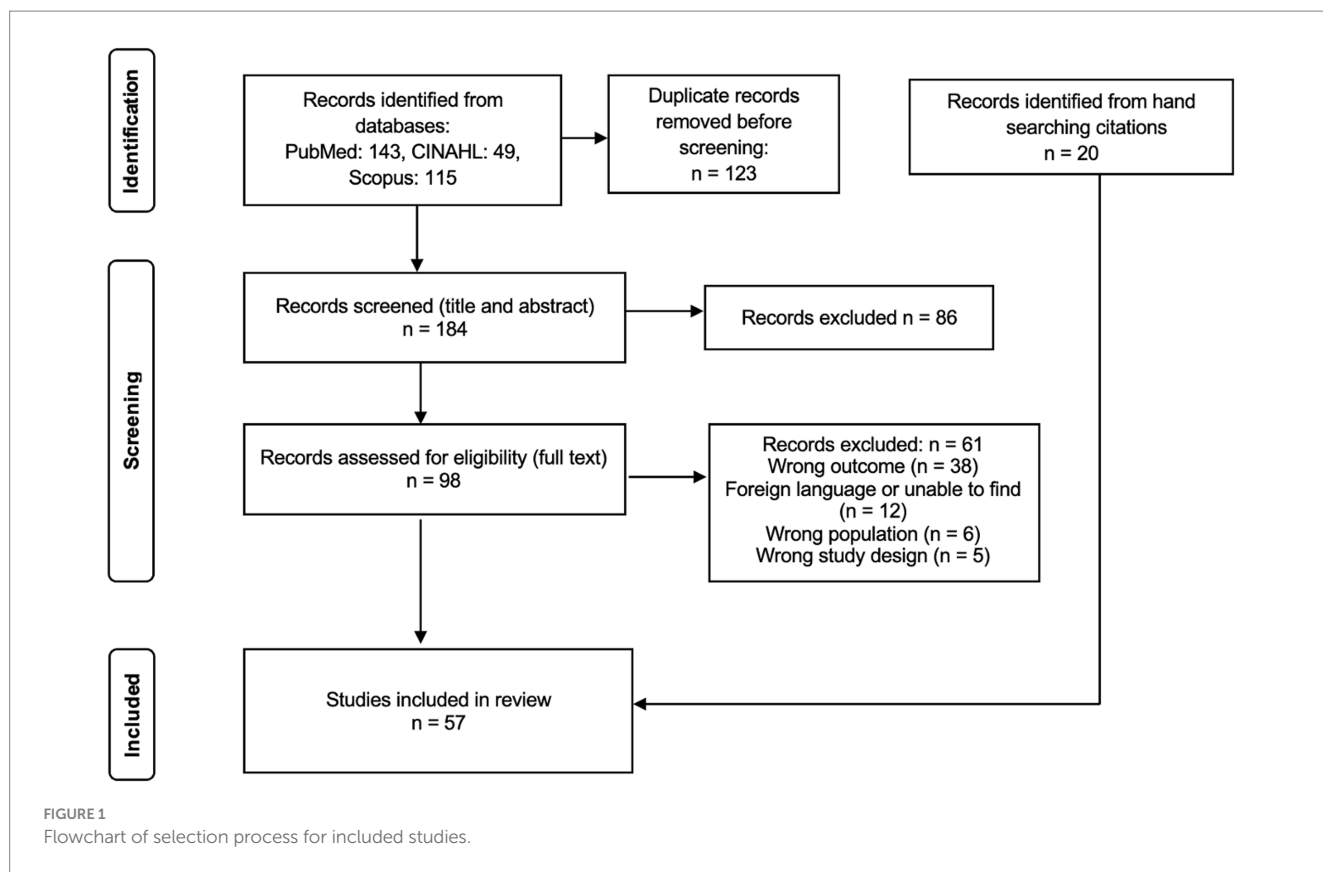 Identification
Records identified from
databases:
PubMed: 143, CINAHL: 49,
Scopus: 115
Duplicate records
removed before
screening:
n = 123
Records identified from hand
searching citations
n = 20
Screening
Records screened (title and abstract)
n = 184
Records excluded n = 86
Records assessed for eligibility (full text)
n = 98
Records excluded: n = 61
Wrong outcome (n = 38)
Foreign language or unable to find
(n = 12)
Wrong population (n = 6)
Wrong study design (n = 5)
Included
Studies included in review
n = 57
FIGURE 1
Flowchart of selection process for included studies.